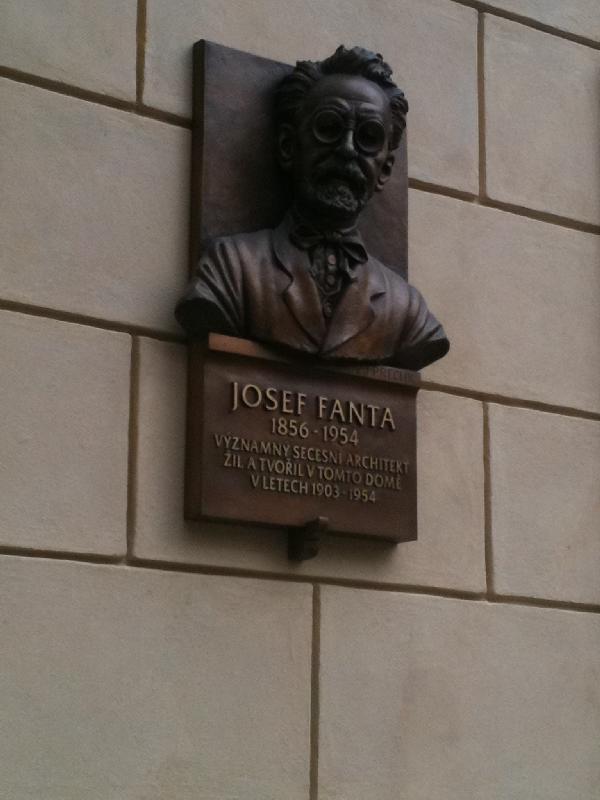 JOSEF FANTA
1856 - 1954
VÝZNAMNÝ SECESNÍ ARCHITEKT
ŽIL A TVOŘIL V TOMTO DOMĚ
V LETECH 1903 - 1954